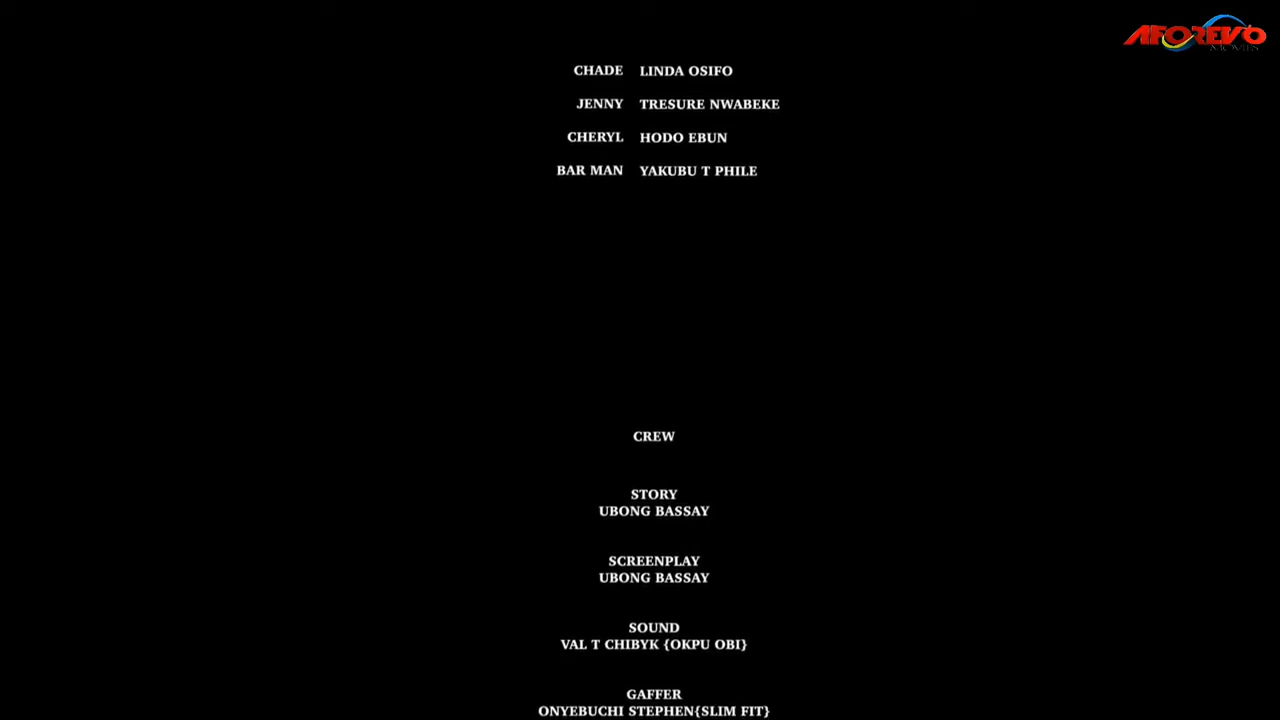 AFOREVO
MOVIES
CHADE LINDA OSIFO
JENNY TRESURE NWABEKE
CHERYL HODO EBUN
BAR MAN YAKUBU T PHILE
CREW
STORY
UBONG BASSAY
SCREENPLAY
UBONG BASSAY
SOUND
VAL T CHIBYK {OKPU OBI}
GAFFER
ONYEBUCHI STEPHEN{SLIM FIT}